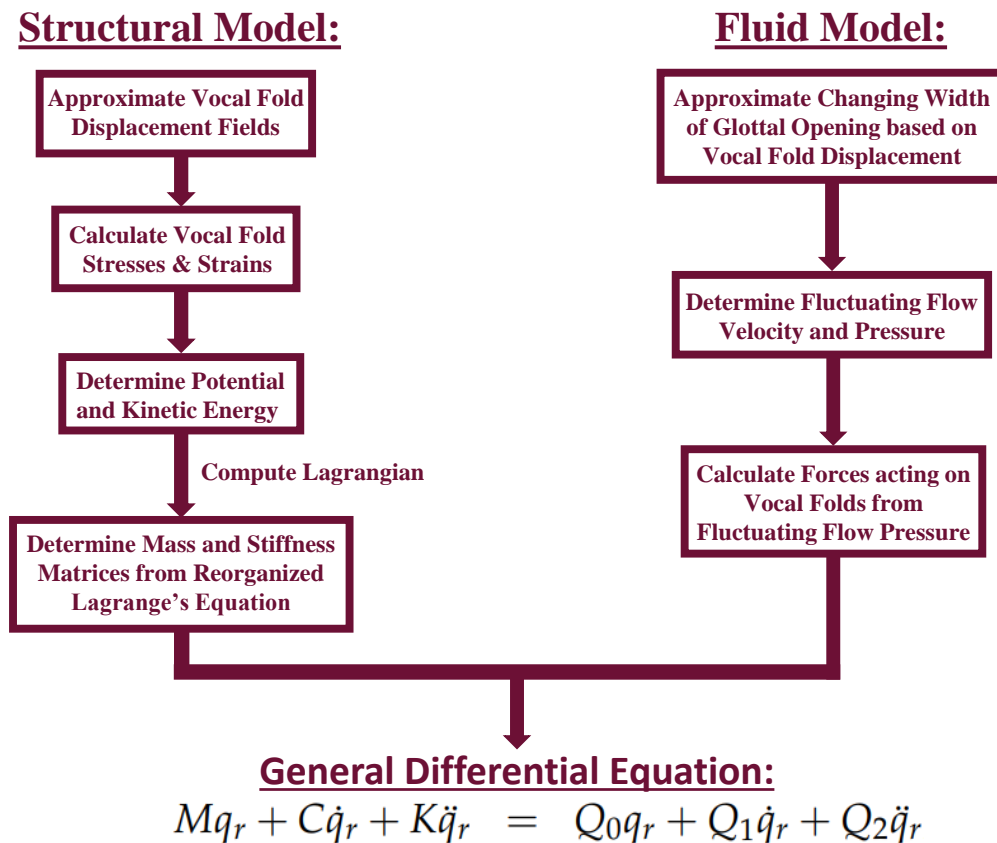 Structural Model:
Approximate Vocal Fold
Displacement Fields
Calculate Vocal Fold
Stresses & Strains
Determine Potential
and Kinetic Energy
Compute Lagrangian
Determine Mass and Stiffness
Matrices from Reorganized
Lagrange's Equation
Fluid Model:
Approximate Changing Width
of Glottal Opening based on
Vocal Fold Displacement
Determine Fluctuating Flow
Velocity and Pressure
Calculate Forces acting on
Vocal Folds from
Fluctuating Flow Pressure
General Differential Equation:
Mq_r + Cq̇_r + Kq̈_r = Q_0q_r + Q_1q̇_r + Q_2q̈_r